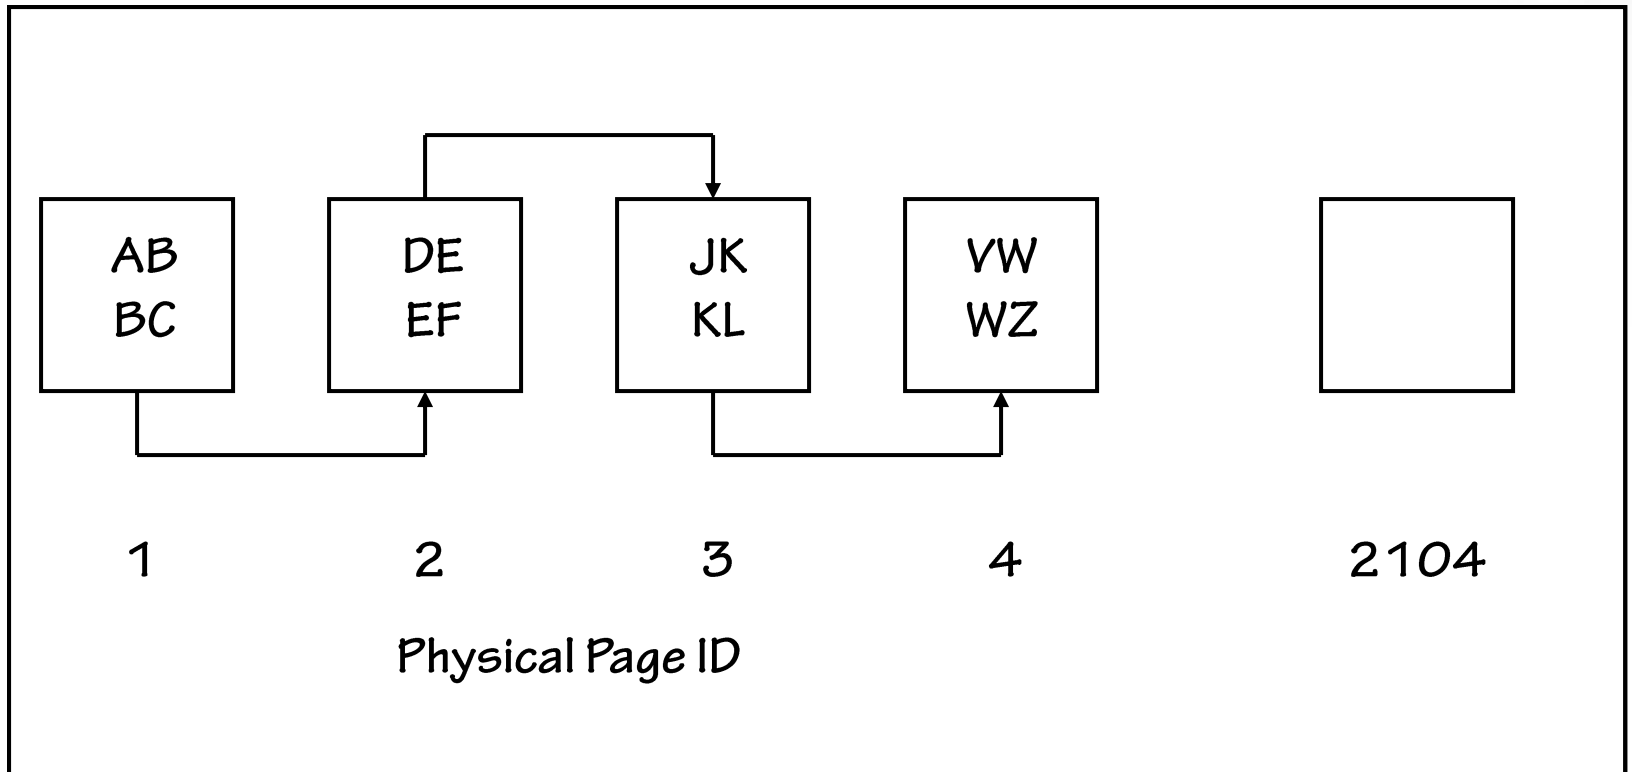 AB DE JK VW
BC EF KL WZ
1 2 3 4 2104
Physical Page ID